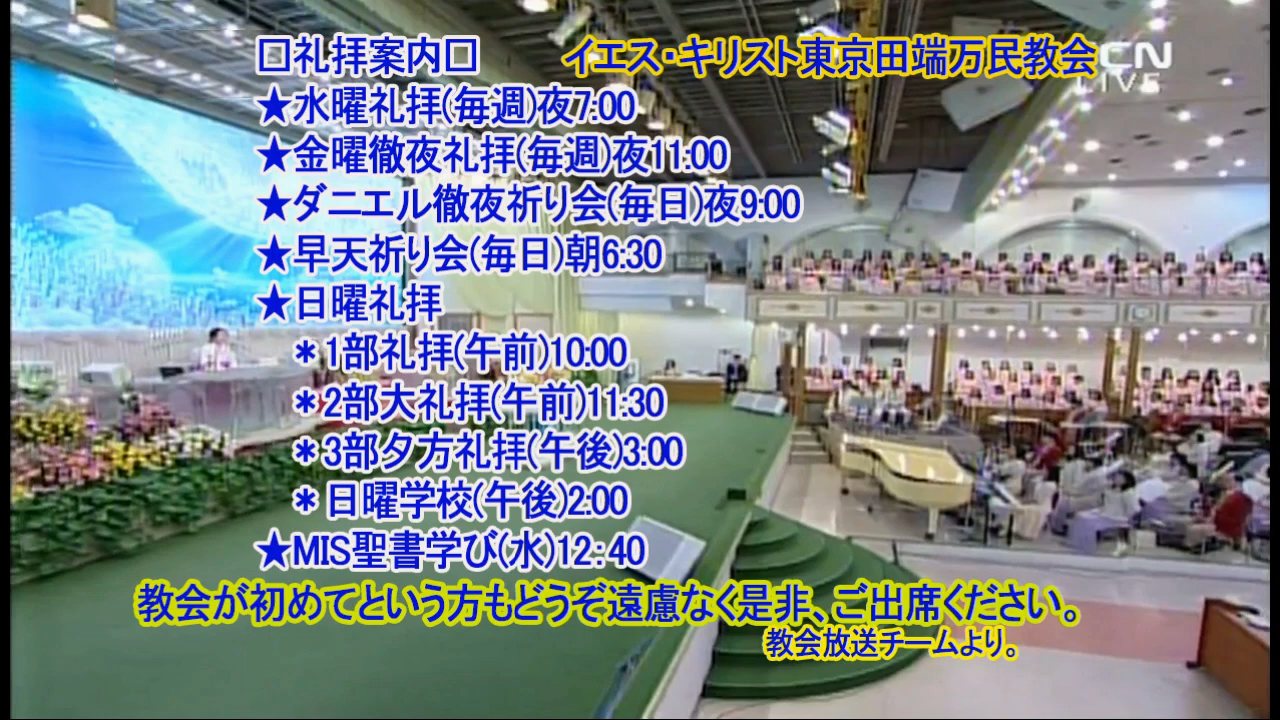 □礼拝案内□ イエス・キリスト東京田端万民教会
CN
LIVE
★水曜礼拝(毎週)夜7:00
★金曜徹夜礼拝(毎週)夜11:00
★ダニエル徹夜祈り会(毎日)夜9:00
★早天祈り会(毎日)朝6:30
★日曜礼拝
＊1部礼拝(午前)10:00
＊2部大礼拝(午前)11:30
＊3部夕方礼拝(午後)3:00
＊日曜学校(午後)2:00
★MIS聖書学び(水)12:40
教会が初めてという方もどうぞ遠慮なく是非、ご出席ください。
教会放送チームより。